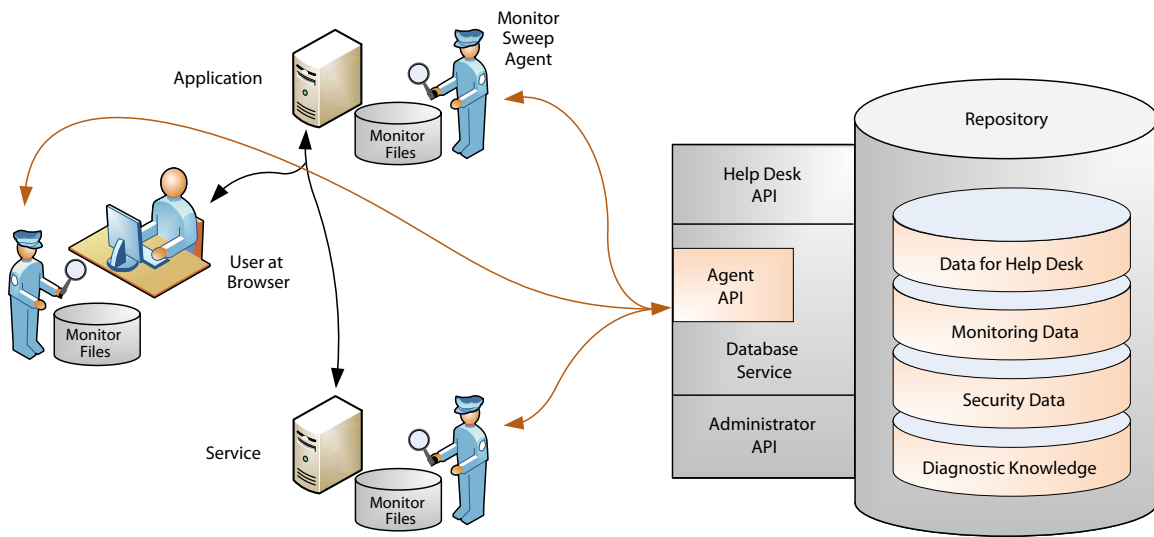 Monitor
Sweep
Agent
Application
Monitor
Files
User at
Browser
Monitor
Files
Service
Monitor
Files
Help Desk
API
Agent
API
Database
Service
Administrator
API
Repository
Data for Help Desk
Monitoring Data
Security Data
Diagnostic Knowledge